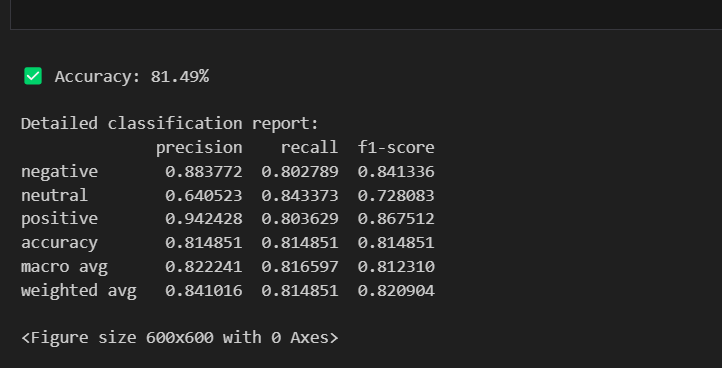 ✅ Accuracy: 81.49%
Detailed classification report:
precision recall f1-score
negative 0.883772 0.802789 0.841336
neutral 0.640523 0.843373 0.728083
positive 0.942428 0.803629 0.867512
accuracy 0.814851 0.814851 0.814851
macro avg 0.822241 0.816597 0.812310
weighted avg 0.841016 0.814851 0.820904
<Figure size 600x600 with 0 Axes>